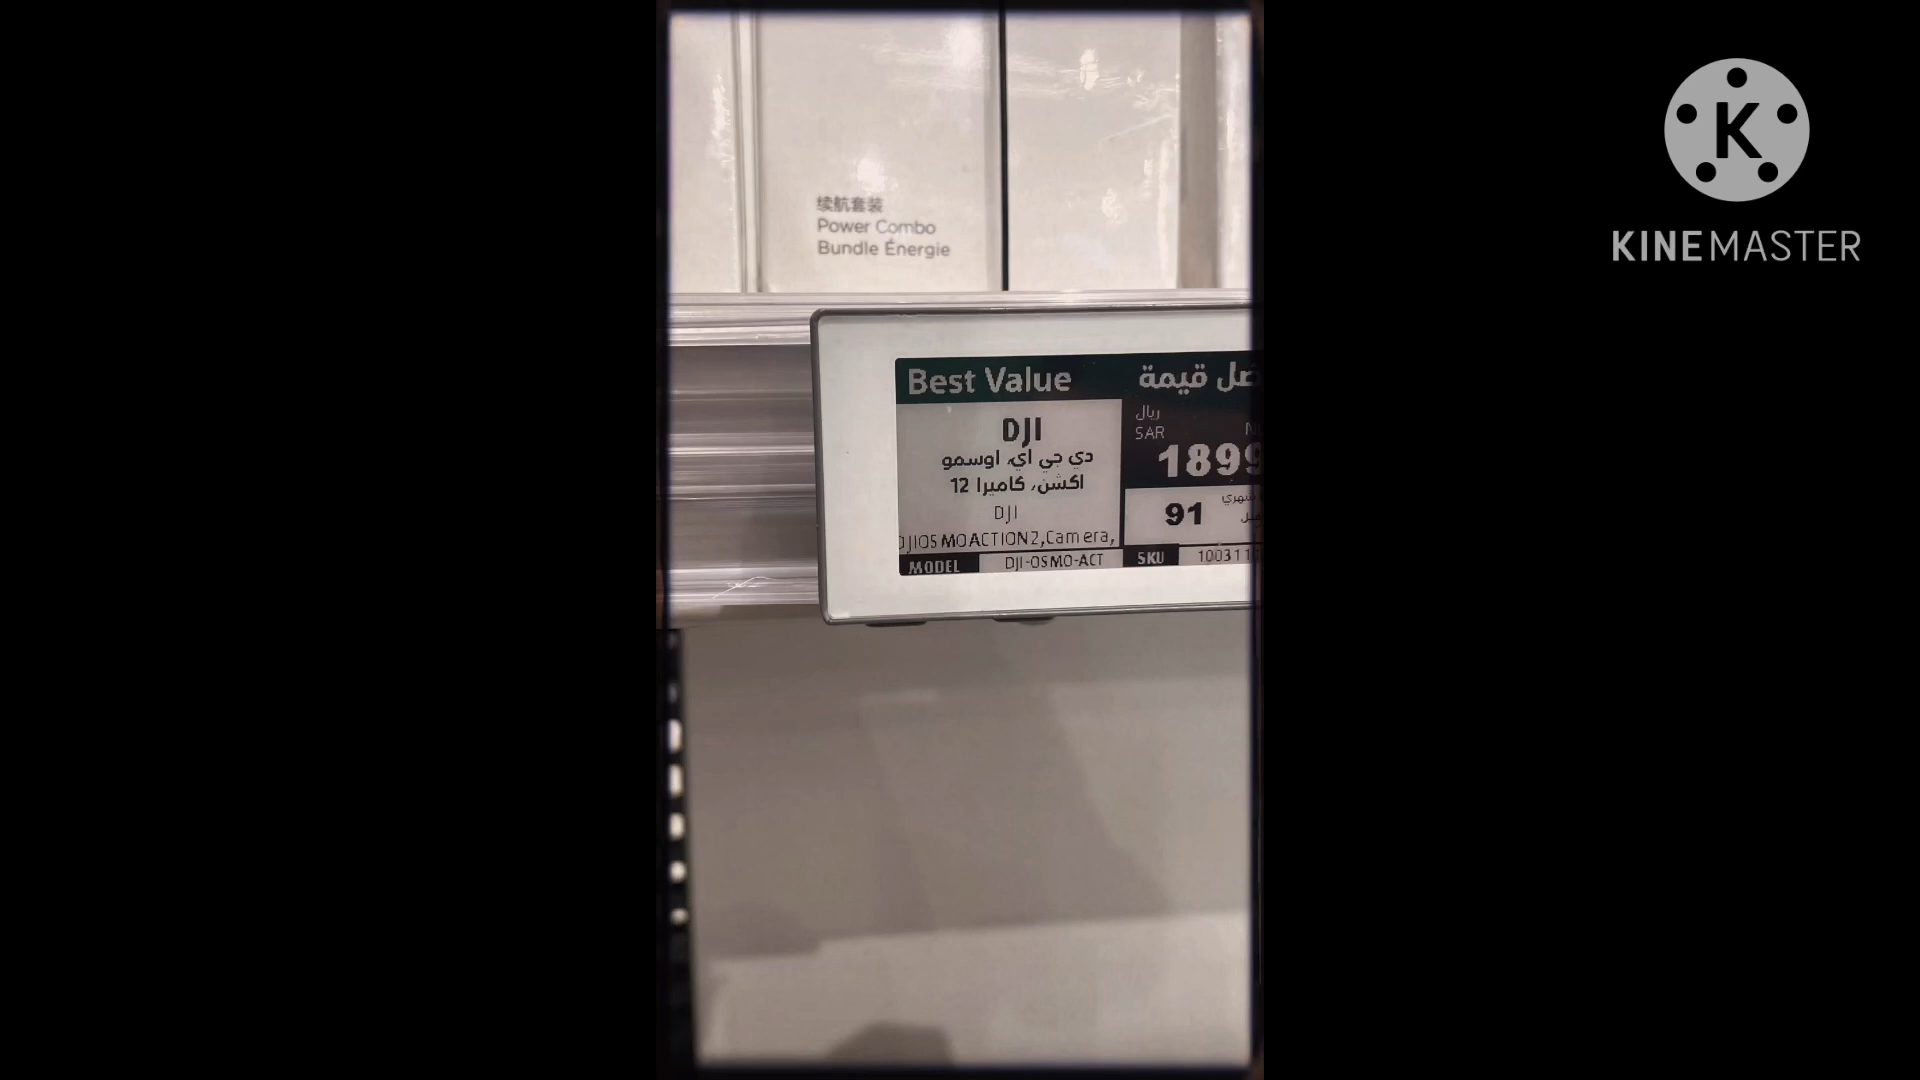 续航套装
Power Combo
Bundle Énergie
Best Value
قيمة
DJI
دي جي اي، اوسمو
اكشن، كاميرا 12
DJI
DJIOSMOACTION2,Camera,
MODEL DJI-OSMO-ACT
ريال
SAR
1899
91
شهري
SKU
KINEMASTER